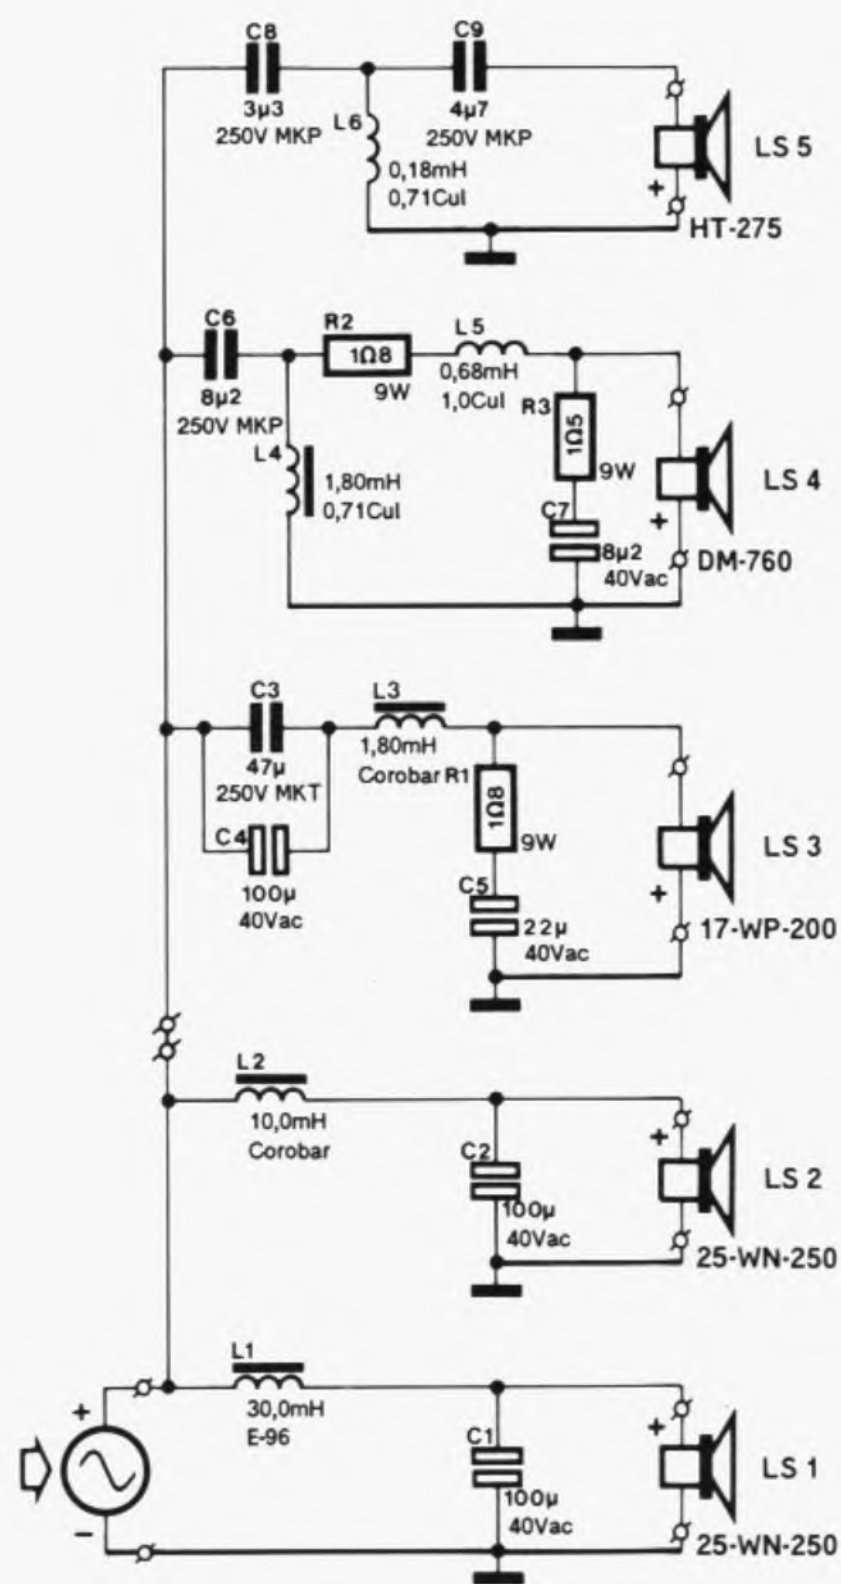 C8
3µ3
250V MKP
C9
4µ7
250V MKP
L6
0,18mH
0,71Cul
+
LS 5
HT-275
C6
8µ2
250V MKP
R2
1Ω8
9W
L5
0,68mH
1,0Cul
L4
1,80mH
0,71Cul
R3
1Ω5
9W
C7
8µ2
40Vac
+
LS 4
DM-760
C3
47µ
250V MKT
C4
100µ
40Vac
L3
1,80mH
Corobar
R1
1Ω8
9W
C5
22µ
40Vac
+
LS 3
17-WP-200
L2
10,0mH
Corobar
C2
100µ
40Vac
+
LS 2
25-WN-250
L1
30,0mH
E-96
+
−
C1
100µ
40Vac
+
LS 1
25-WN-250